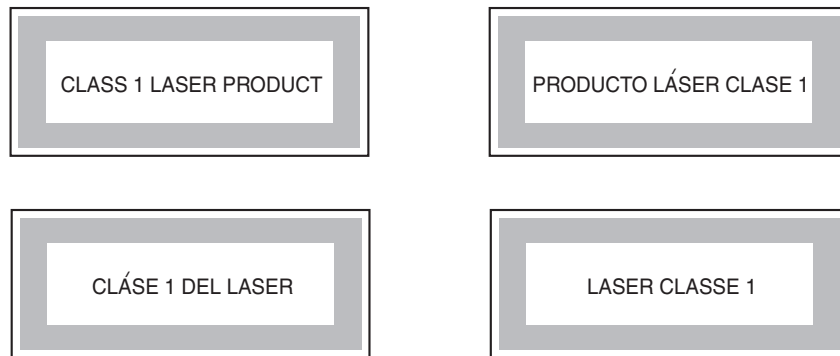 CLASS 1 LASER PRODUCT
PRODUCTO LÁSER CLASE 1
CLÁSE 1 DEL LASER
LASER CLASSE 1